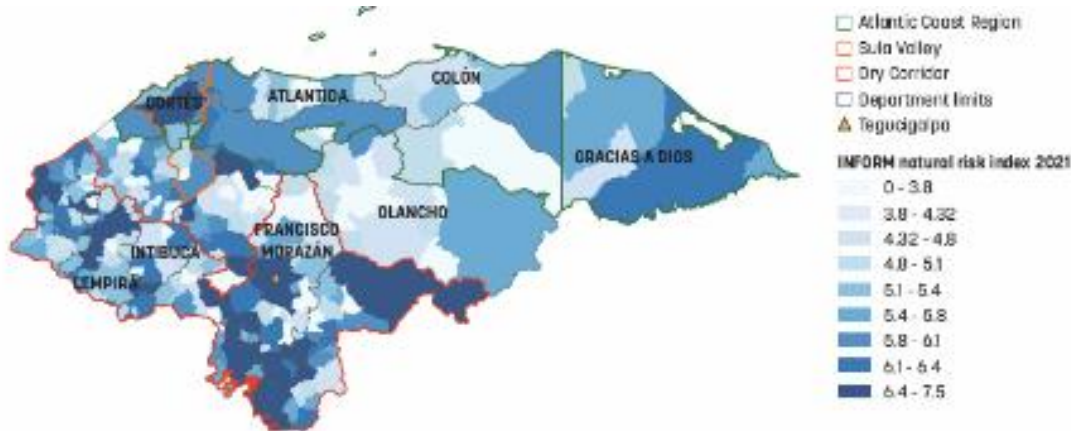 CORTÉS
ATLANTIDA
COLÓN
GRACIAS A DIOS
OLANCHO
FRANCISCO
MORAZÁN
INTIBUCA
LEMPIRA
Atlantic Coast Region
Sula Valley
Dry Corridor
Department limits
Tegucigalpa
INFORM natural risk index 2021
0 - 3.8
3.8 - 4.32
4.32 - 4.8
4.8 - 5.1
5.1 - 5.4
5.4 - 5.8
5.8 - 6.1
6.1 - 6.4
6.4 - 7.5